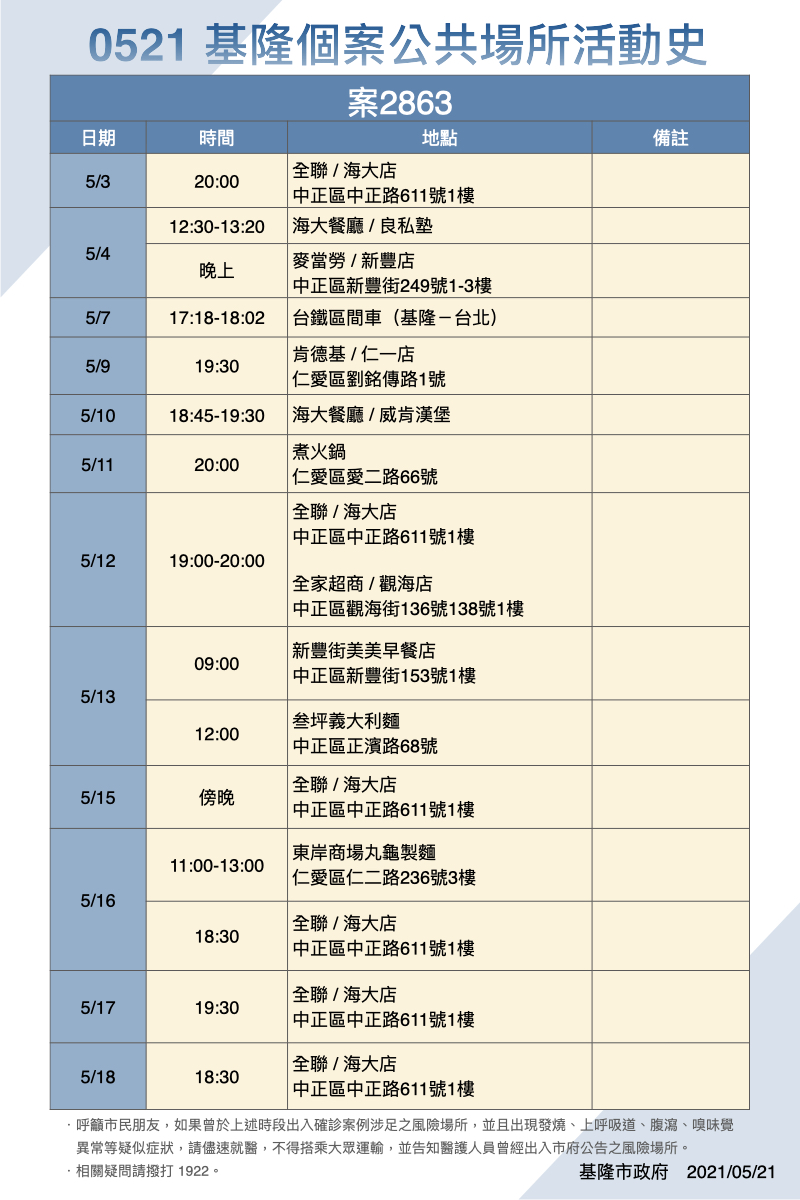 0521 基隆個案公共場所活動史
案2863
日期 時間 地點 備註
5/3 20:00 全聯 / 海大店
中正區中正路611號1樓
5/4 12:30-13:20 海大餐廳 / 良私塾
晚上 麥當勞 / 新豐店
中正區新豐街249號1-3樓
5/7 17:18-18:02 台鐵區間車（基隆－台北）
5/9 19:30 肯德基 / 仁一店
仁愛區劉銘傳路1號
5/10 18:45-19:30 海大餐廳 / 威肯漢堡
5/11 20:00 煮火鍋
仁愛區愛二路66號
5/12 19:00-20:00 全聯 / 海大店
中正區中正路611號1樓
全家超商 / 觀海店
中正區觀海街136號138號1樓
5/13 09:00 新豐街美美早餐店
中正區新豐街153號1樓
12:00 叁坪義大利麵
中正區正濱路68號
5/15 傍晚 全聯 / 海大店
中正區中正路611號1樓
5/16 11:00-13:00 東岸商場丸龜製麵
仁愛區仁二路236號3樓
18:30 全聯 / 海大店
中正區中正路611號1樓
5/17 19:30 全聯 / 海大店
中正區中正路611號1樓
5/18 18:30 全聯 / 海大店
中正區中正路611號1樓
· 呼籲市民朋友，如果曾於上述時段出入確診案例涉足之風險場所，並且出現發燒、上呼吸道、腹瀉、嗅味覺
異常等疑似症狀，請儘速就醫，不得搭乘大眾運輸，並告知醫護人員曾經出入市府公告之風險場所。
· 相關疑問請撥打 1922。
基隆市政府 2021/05/21